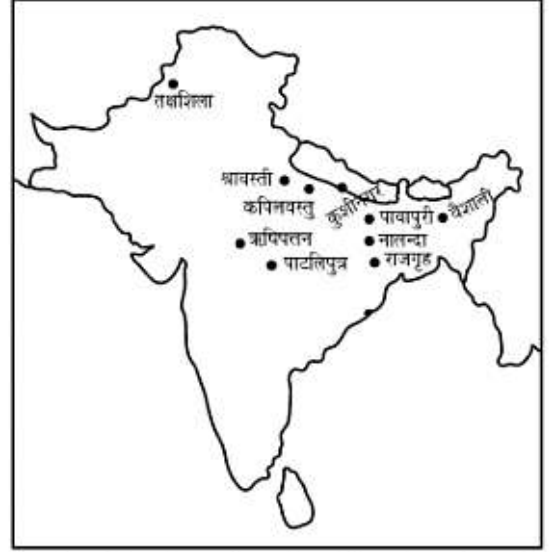 तक्षशिला
श्रावस्ती
कपिलवस्तु
कुशीनगर
पावापुरी
वैशाली
ऋषिपतन
नालन्दा
पाटलिपुत्र
राजगृह